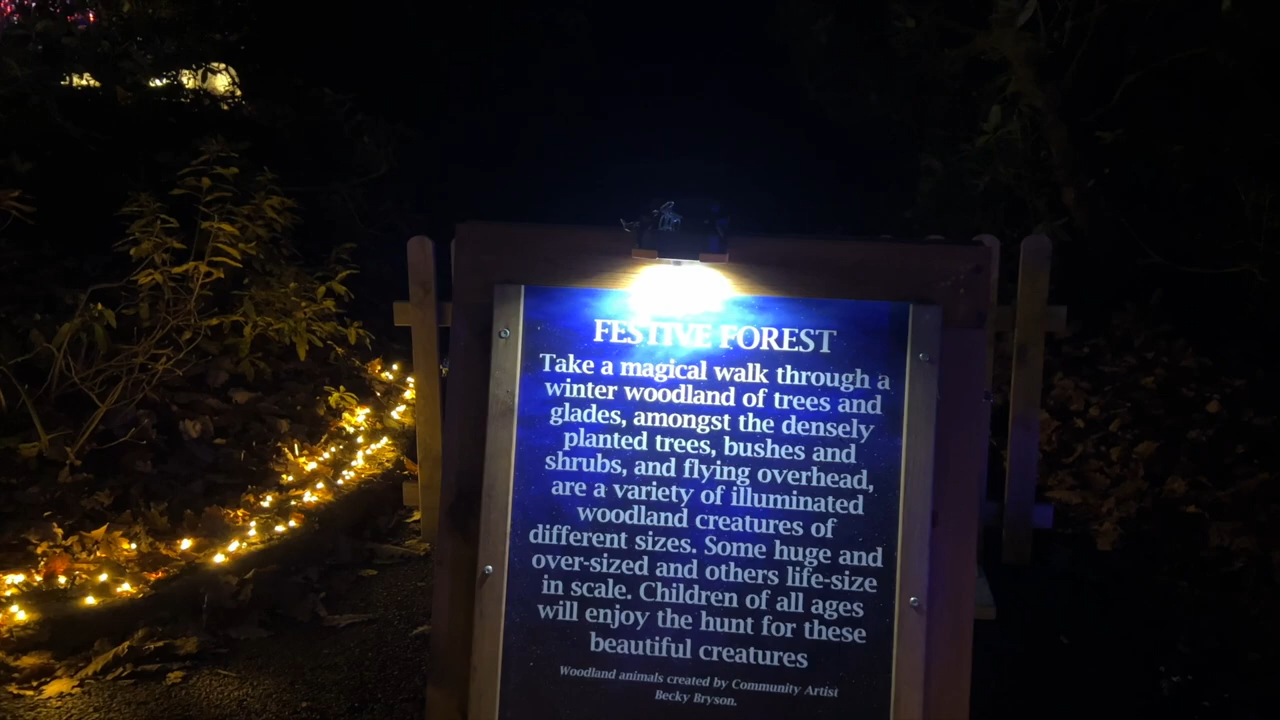 FESTIVE FOREST
Take a magical walk through a
winter woodland of trees and
glades, amongst the densely
planted trees, bushes and
shrubs, and flying overhead,
are a variety of illuminated
woodland creatures of
different sizes. Some huge and
over-sized and others life-size
in scale. Children of all ages
will enjoy the hunt for these
beautiful creatures
Woodland animals created by Community Artist
Becky Bryson.